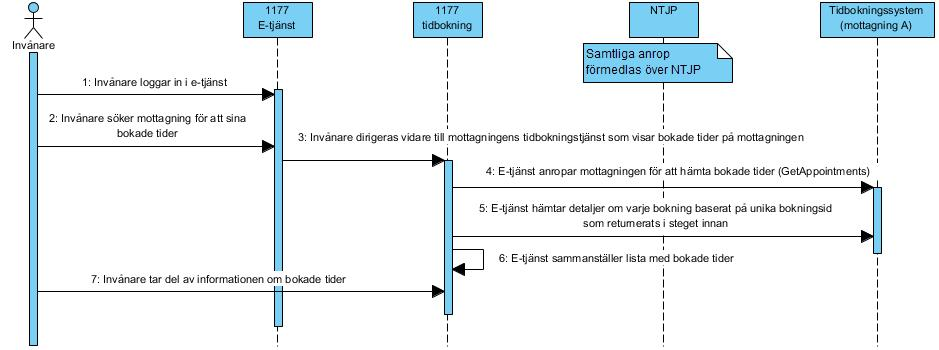 Invånare
1177
E-tjänst
1177
tidbokning
NTJP
Tidbokningssystem
(mottagning A)
Samtliga anrop
förmedlas över NTJP
1: Invånare loggar in i e-tjänst
2: Invånare söker mottagning för att sina
bokade tider
3: Invånare dirigeras vidare till mottagningens tidbokningstjänst som visar bokade tider på mottagningen
4: E-tjänst anropar mottagningen för att hämta bokade tider (GetAppointments)
5: E-tjänst hämtar detaljer om varje bokning baserat på unika bokningsid
som returnerats i steget innan
6: E-tjänst sammanställer lista med bokade tider
7: Invånare tar del av informationen om bokade tider